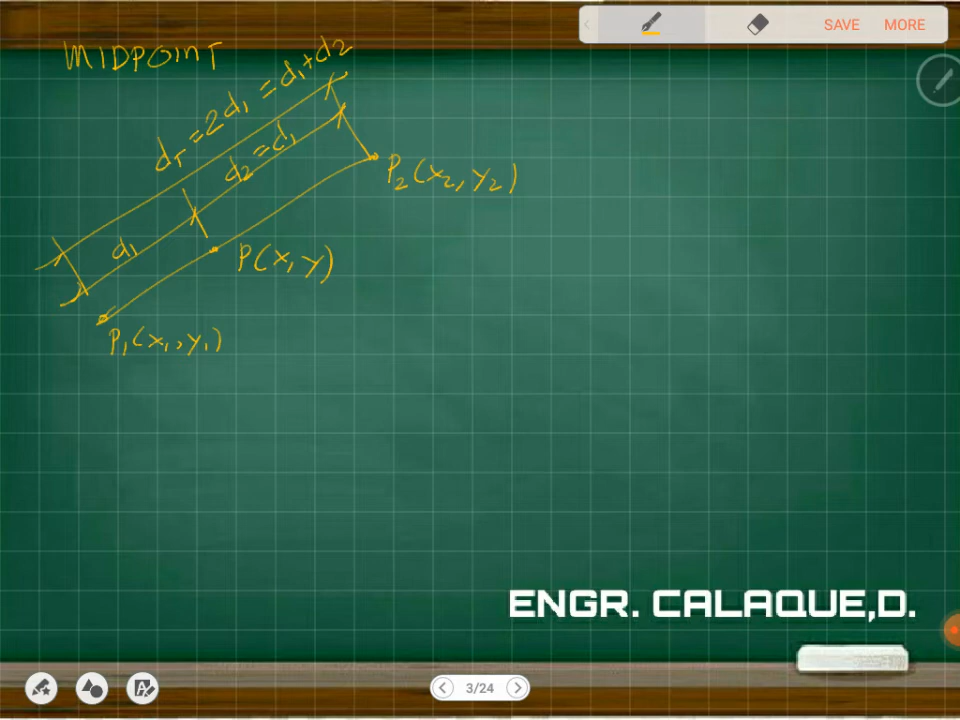 SAVE MORE
MIDPOINT
dT = 2d1 = d1+d2
d2 = d1
d1
P2(x2, y2)
P(x, y)
P1(x1, y1)
ENGR. CALAQUE,D.
3/24